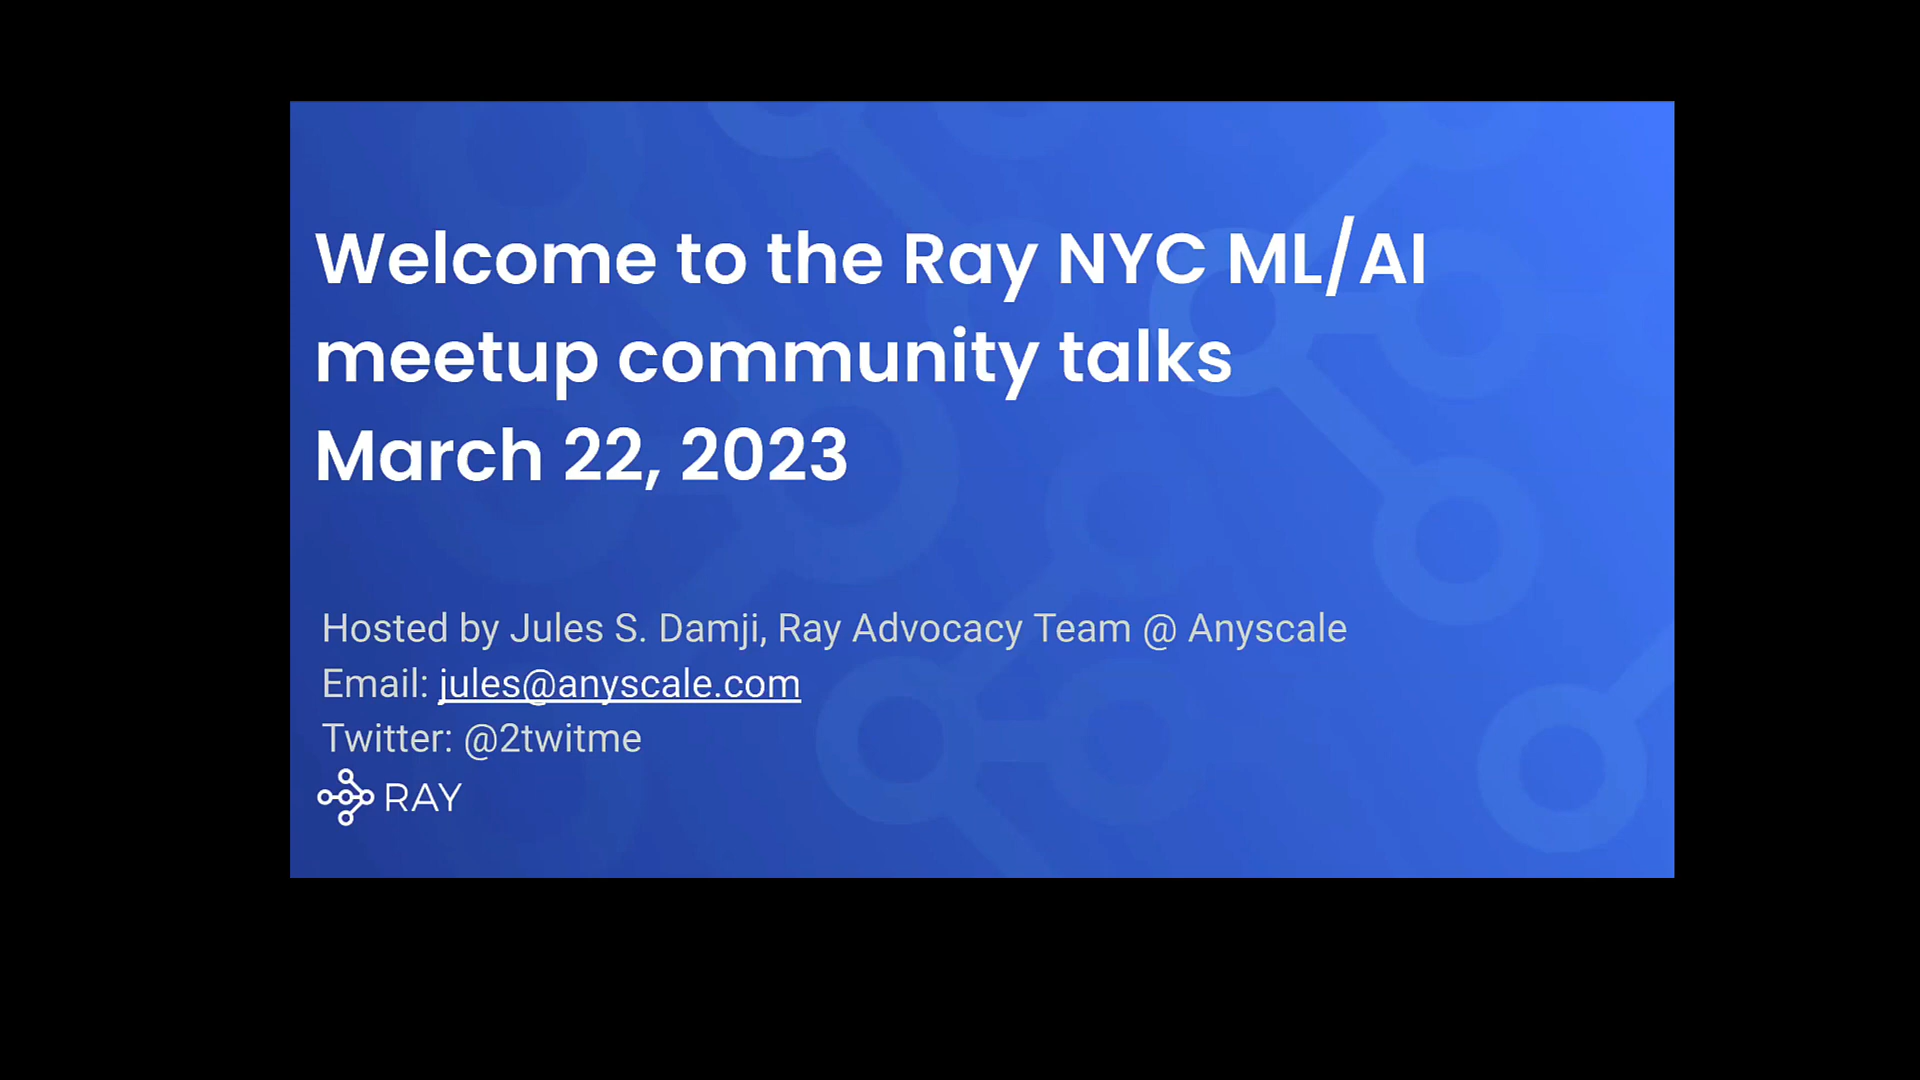 Welcome to the Ray NYC ML/AI
meetup community talks
March 22, 2023
Hosted by Jules S. Damji, Ray Advocacy Team @ Anyscale
Email: jules@anyscale.com
Twitter: @2twitme
RAY